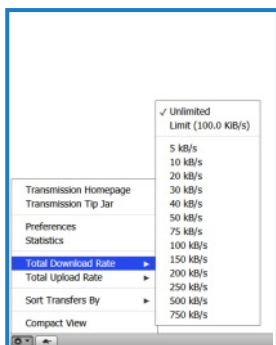 Transmission Homepage
Transmission Tip Jar
Preferences
Statistics
Total Download Rate
Total Upload Rate
Sort Transfers By
Compact View
Unlimited
Limit (100.0 KiB/s)
5 kB/s
10 kB/s
20 kB/s
30 kB/s
40 kB/s
50 kB/s
75 kB/s
100 kB/s
150 kB/s
200 kB/s
250 kB/s
500 kB/s
750 kB/s